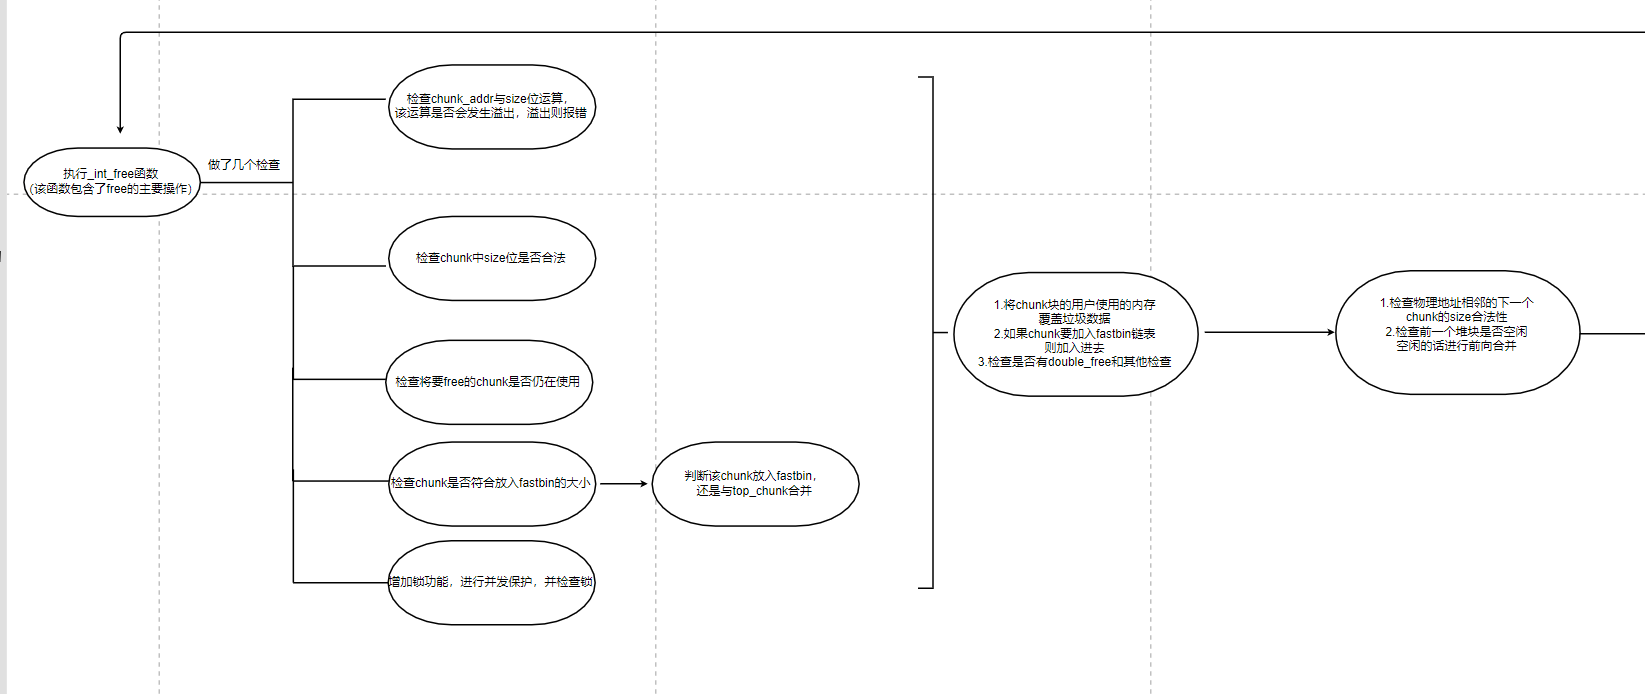 执行_int_free函数
（该函数包含了free的主要操作）
做了几个检查
检查chunk_addr与size位运算，
该运算是否会发生溢出，溢出则报错
检查chunk中size位是否合法
检查将要free的chunk是否仍在使用
检查chunk是否符合放入fastbin的大小
增加锁功能，进行并发保护，并检查锁
判断该chunk放入fastbin，
还是与top_chunk合并
1.将chunk块的用户使用的内存
覆盖垃圾数据
2.如果chunk要加入fastbin链表
则加入进去
3.检查是否有double_free和其他检查
1.检查物理地址相邻的下一个
chunk的size合法性
2.检查前一个堆块是否空闲
空闲的话进行前向合并